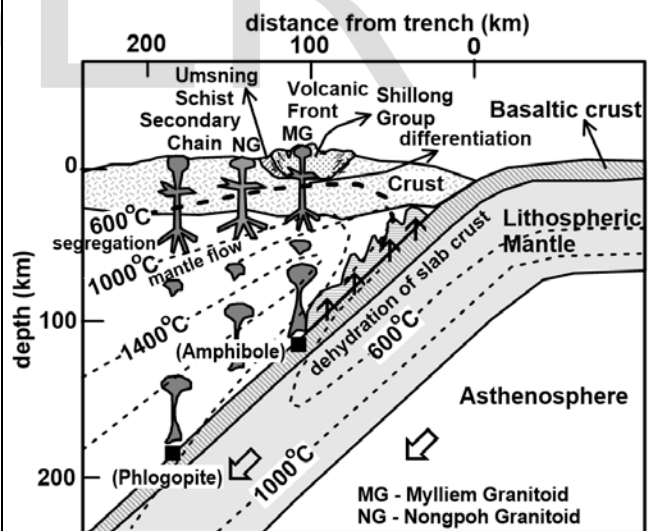 distance from trench (km)
200 100 0
Umsning
Schist
Secondary
Chain NG
Volcanic
Front
MG
Shillong
Group
differentiation
Basaltic crust
0
Crust
600°C
segregation
1000°C
mantle flow
1400°C
Lithospheric
Mantle
dehydration of slab crust
600°C
depth (km)
100
(Amphibole)
Asthenosphere
200
(Phlogopite)
1000°C
MG - Mylliem Granitoid
NG - Nongpoh Granitoid